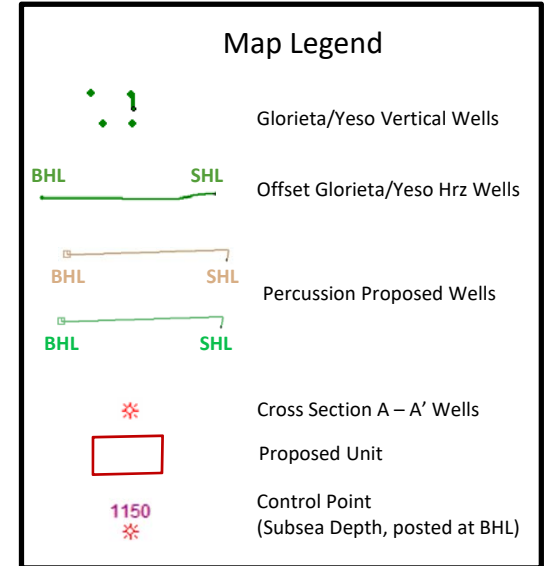 Map Legend
Glorieta/Yeso Vertical Wells
BHL SHL
Offset Glorieta/Yeso Hrz Wells
BHL SHL
Percussion Proposed Wells
BHL SHL
Cross Section A – A' Wells
Proposed Unit
1150
Control Point
(Subsea Depth, posted at BHL)